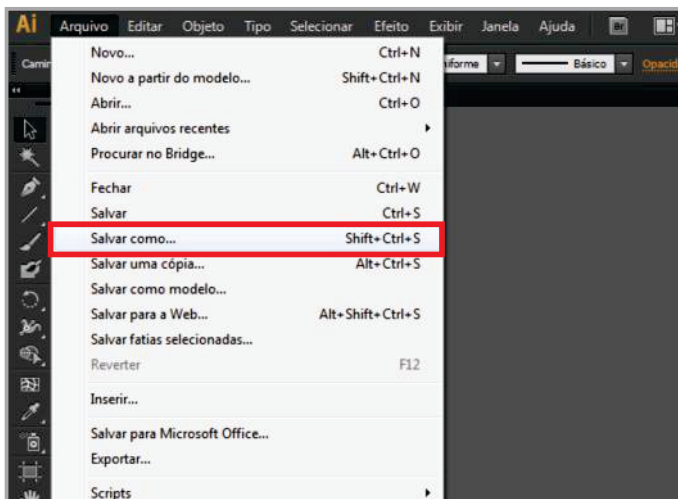 Ai Arquivo Editar Objeto Tipo Selecionar Efeito Exibir Janela Ajuda Br
Novo... Ctrl+N
Novo a partir do modelo... Shift+Ctrl+N
Abrir... Ctrl+O
Abrir arquivos recentes
Procurar no Bridge... Alt+Ctrl+O
Fechar Ctrl+W
Salvar Ctrl+S
Salvar como... Shift+Ctrl+S
Salvar uma cópia... Alt+Ctrl+S
Salvar como modelo...
Salvar para a Web... Alt+Shift+Ctrl+S
Salvar fatias selecionadas...
Reverter F12
Inserir...
Salvar para Microsoft Office...
Exportar...
Scripts
Camin
iforme Básico Opacid